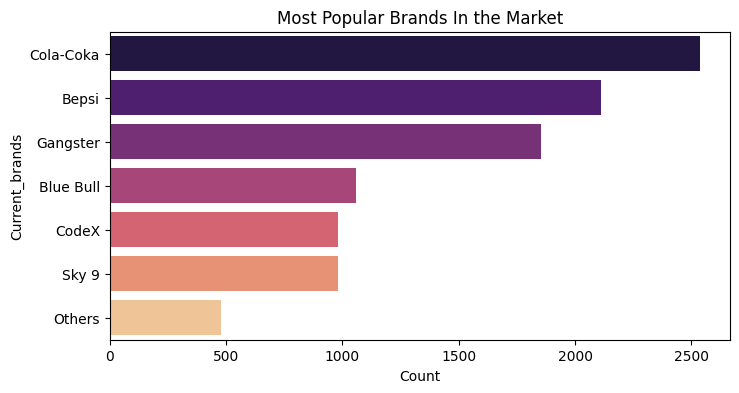 Most Popular Brands In the Market
Current_brands
Cola-Coka
Bepsi
Gangster
Blue Bull
CodeX
Sky 9
Others
0 500 1000 1500 2000 2500
Count